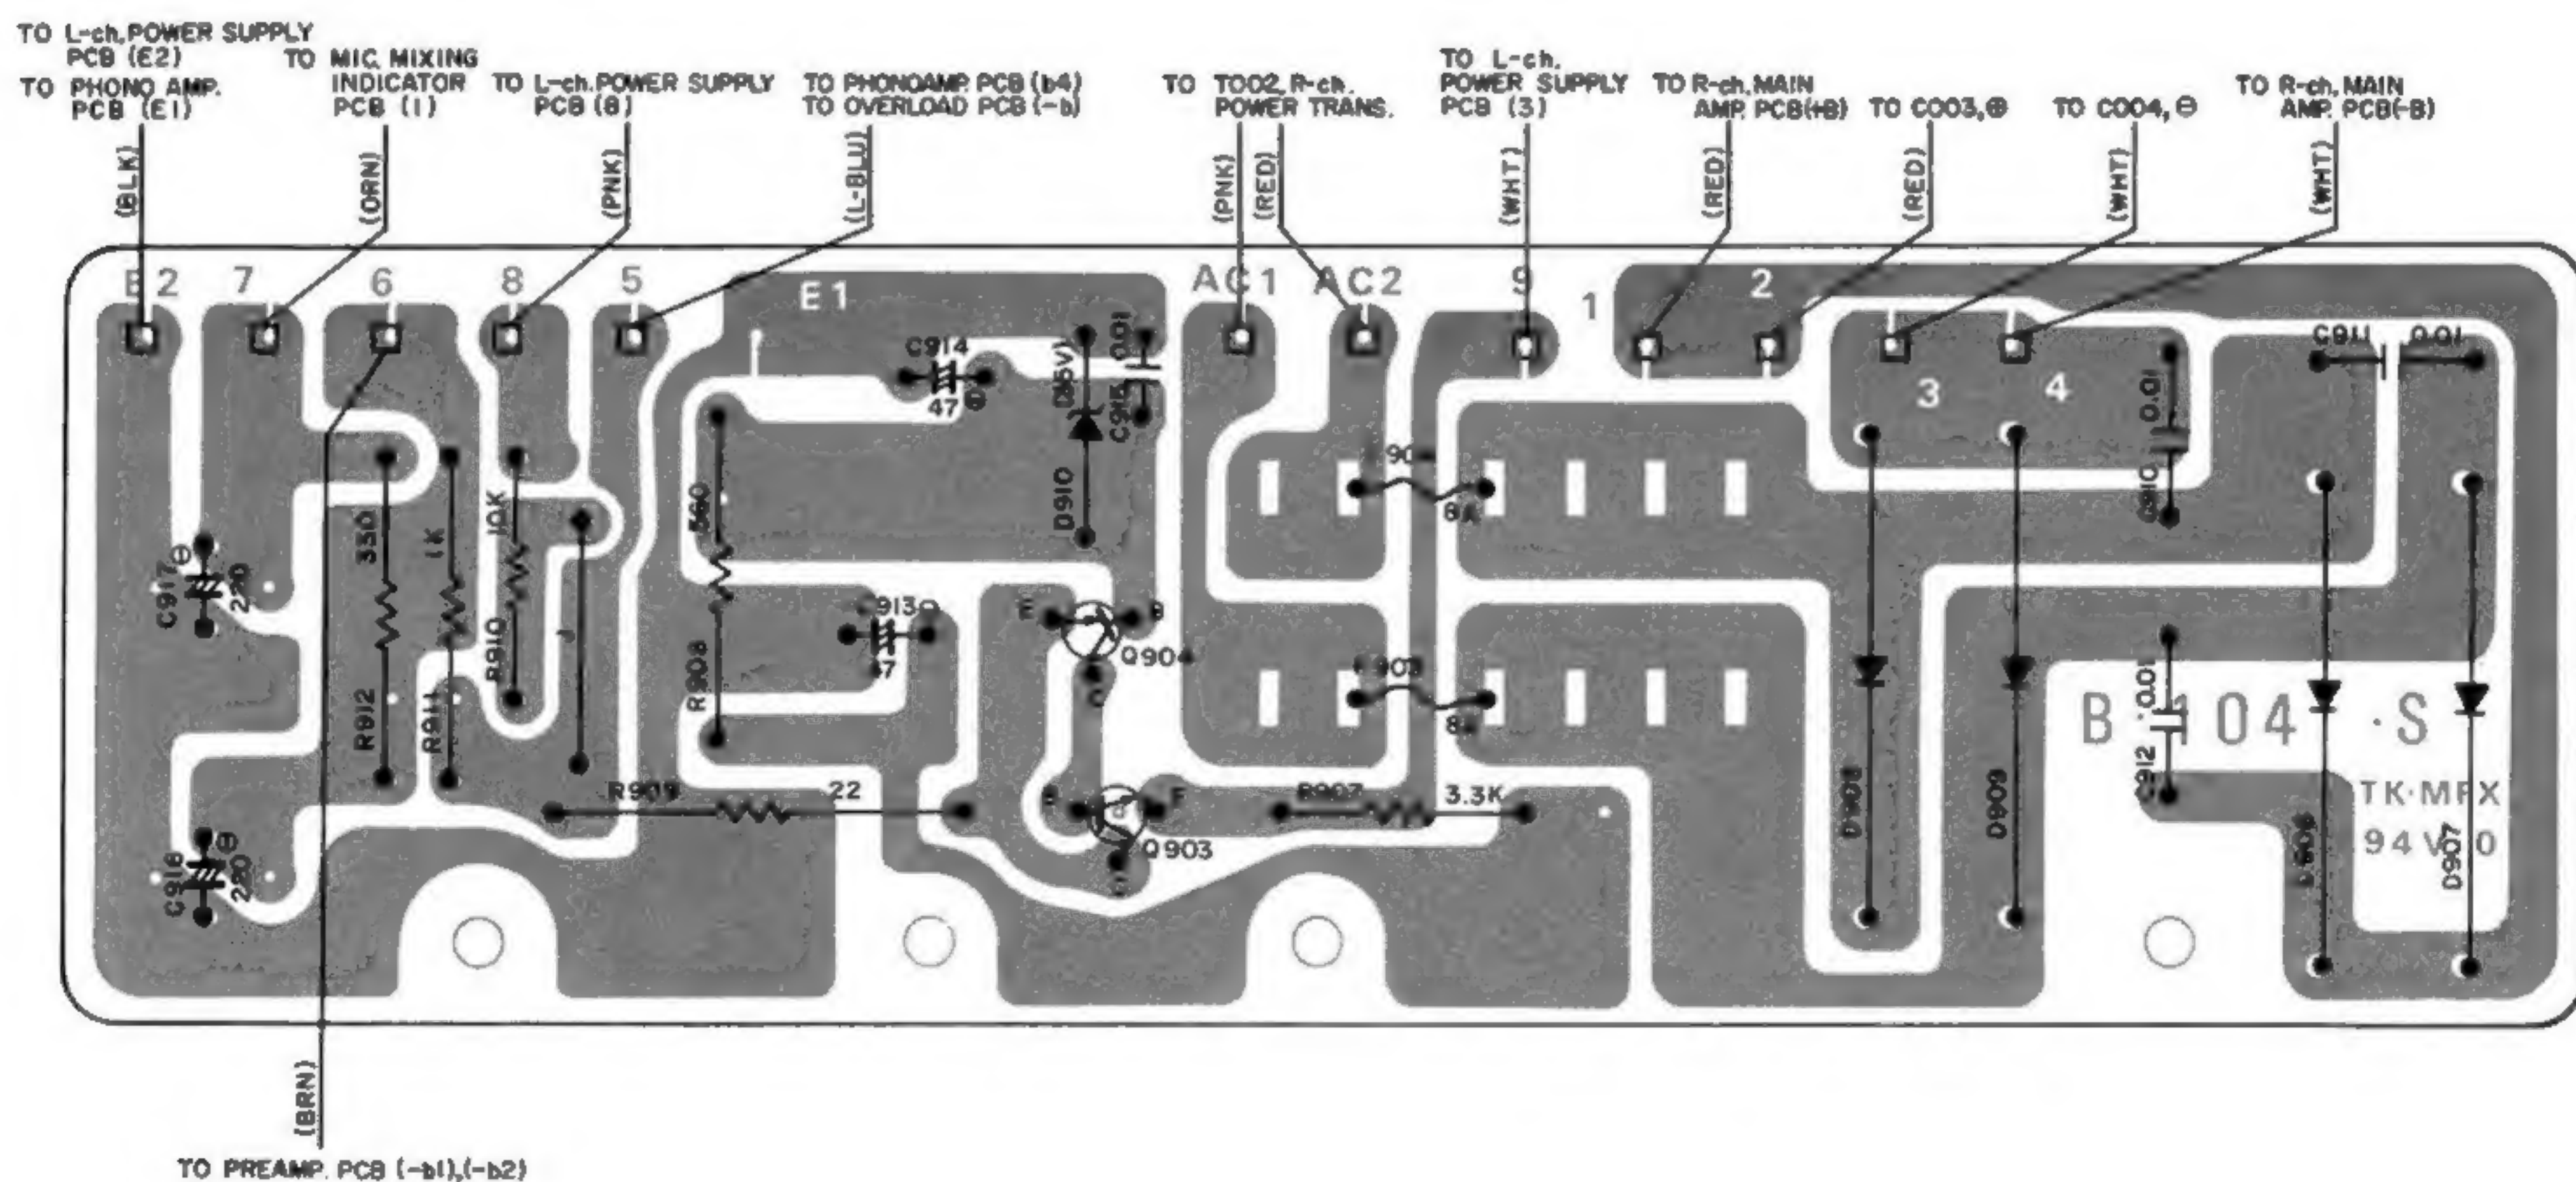 TO L-ch. POWER SUPPLY
PCB (E2)
TO PHONO AMP.
PCB (E1)
TO MIC. MIXING
INDICATOR
PCB (1)
TO L-ch. POWER SUPPLY
PCB (8)
TO PHONOAMP. PCB (b4)
TO OVERLOAD PCB (-b)
TO T002, R-ch.
POWER TRANS.
TO L-ch.
POWER SUPPLY
PCB (3)
TO R-ch. MAIN
AMP. PCB(+B)
TO C003,⊕
TO C004,⊖
TO R-ch. MAIN
AMP. PCB(-B)
(BLK)
(ORN)
(PNK)
(L-BLU)
(PNK)
(RED)
(WHT)
(RED)
(RED)
(WHT)
(WHT)
E2
7
6
8
5
E1
AC1
AC2
9
1
2
3
4
C914
47
⊕
0.01
C915
D910
C911
0.01
0.01
C910
8A
8A
330
R912
1K
R911
10K
R910
J
560
R908
C917
⊖
220
C916
⊖
220
C913
47
E
B
Q904
C
R909
22
Q903
R907
3.3K
D908
D909
0.01
C912
D906
D907
B
104
·S
TK·MPX
94V
0
(BRN)
TO PREAMP. PCB (-b1),(-b2)